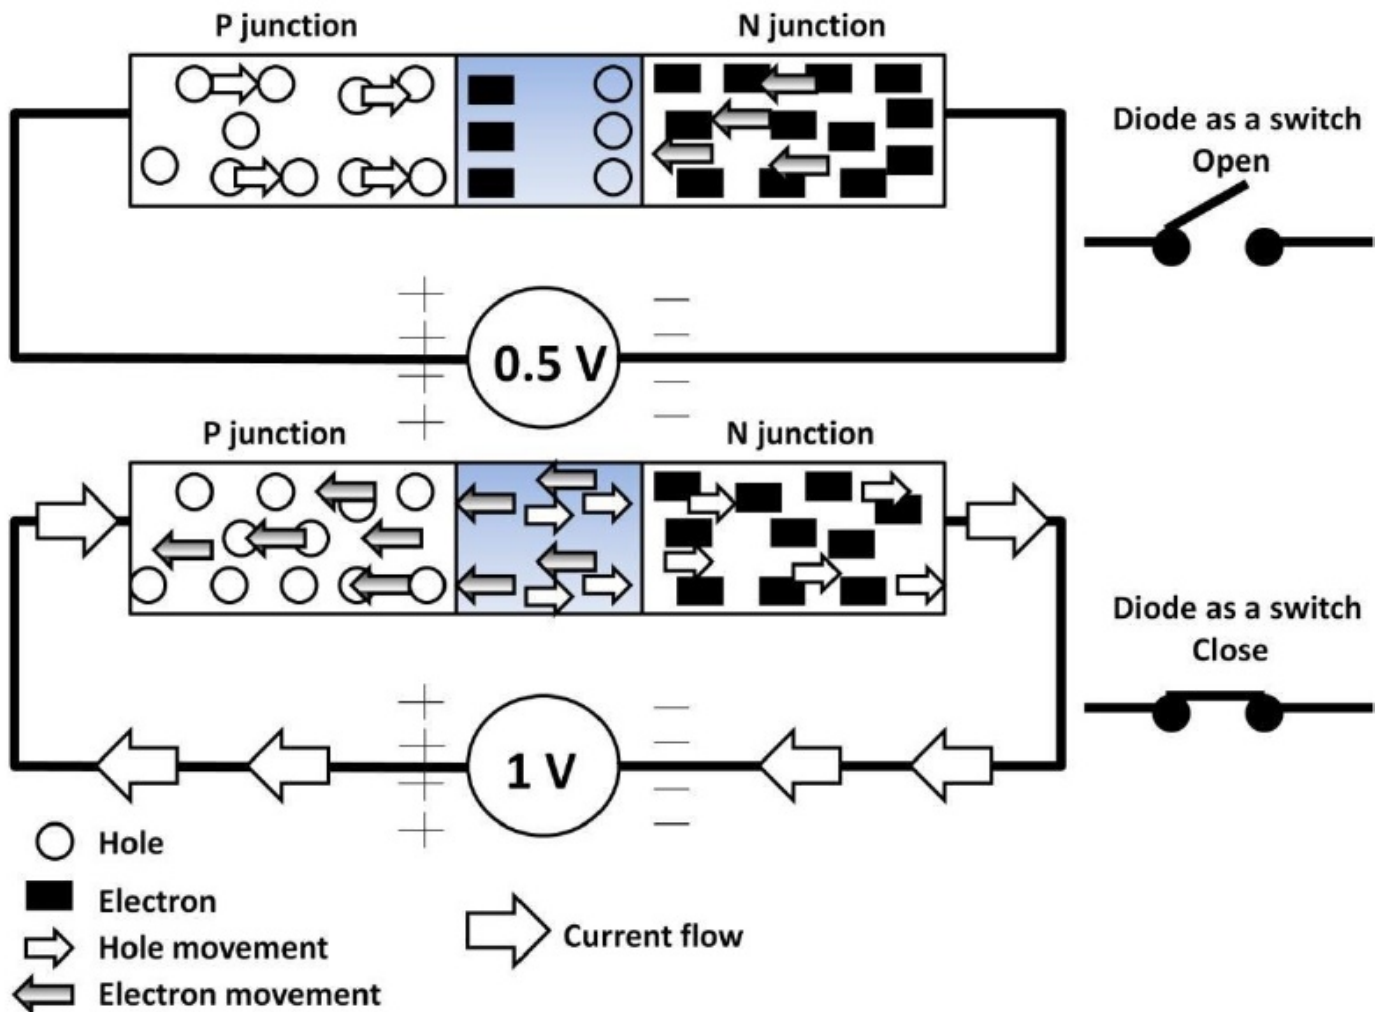 P junction
N junction
Diode as a switch
Open
+
+
+
+
0.5 V
−
−
−
−
P junction
N junction
Diode as a switch
Close
+
+
+
+
1 V
−
−
−
−
Hole
Electron
Hole movement
Electron movement
Current flow